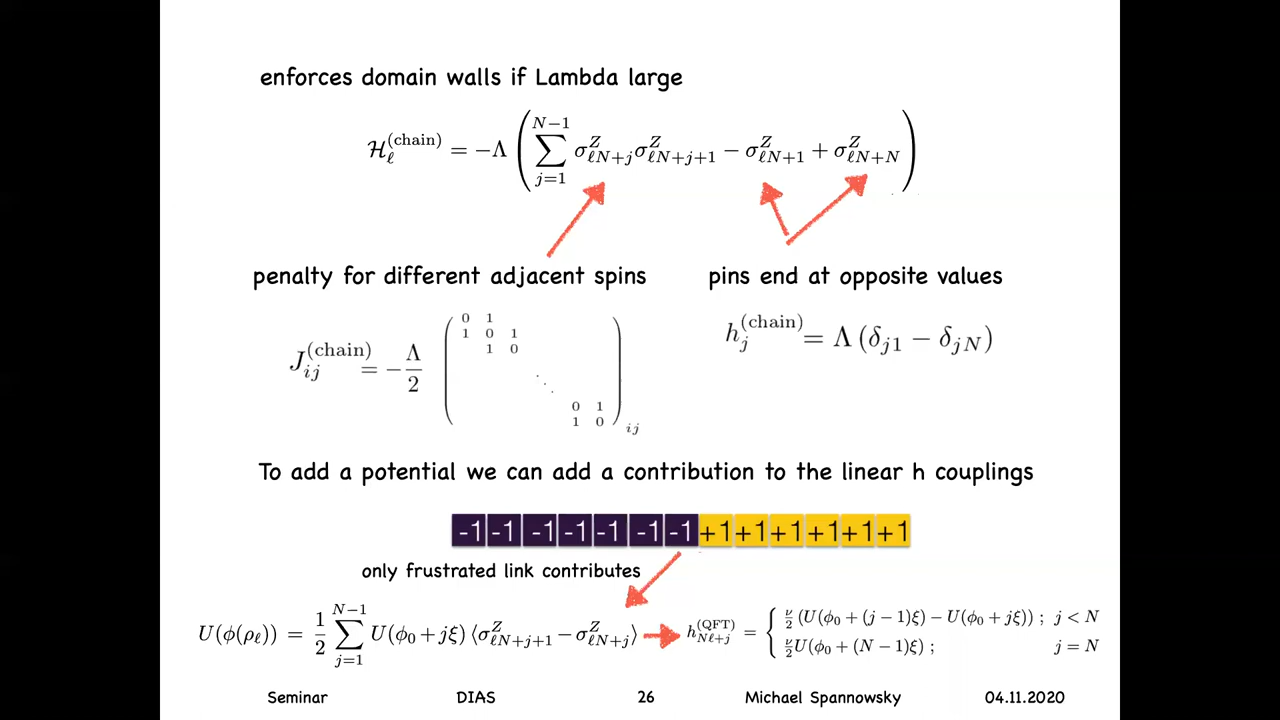 enforces domain walls if Lambda large
$\mathcal{H}_{\ell}^{(\text{chain})} = -\Lambda \left( \sum_{j=1}^{N-1} \sigma^Z_{\ell N+j} \sigma^Z_{\ell N+j+1} - \sigma^Z_{\ell N+1} + \sigma^Z_{\ell N+N} \right)$
penalty for different adjacent spins
pins end at opposite values
$J_{ij}^{(\text{chain})} = -\frac{\Lambda}{2} \begin{pmatrix} 0 & 1 & & & & \\ 1 & 0 & 1 & & & \\ & 1 & 0 & & & \\ & & & \ddots & & \\ & & & & 0 & 1 \\ & & & & 1 & 0 \end{pmatrix}_{ij}$
$h_j^{(\text{chain})} = \Lambda (\delta_{j1} - \delta_{jN})$
To add a potential we can add a contribution to the linear h couplings
-1 -1 -1 -1 -1 -1 -1 +1 +1 +1 +1 +1 +1
only frustrated link contributes
$U(\phi(\rho_\ell)) = \frac{1}{2} \sum_{j=1}^{N-1} U(\phi_0 + j\xi) \langle \sigma^Z_{\ell N+j+1} - \sigma^Z_{\ell N+j} \rangle$
$h_{N\ell+j}^{(\text{QFT})} = \begin{cases} \frac{\nu}{2} (U(\phi_0 + (j-1)\xi) - U(\phi_0 + j\xi)) ; & j < N \\ \frac{\nu}{2} U(\phi_0 + (N-1)\xi) ; & j = N \end{cases}$
Seminar DIAS 26 Michael Spannowsky 04.11.2020